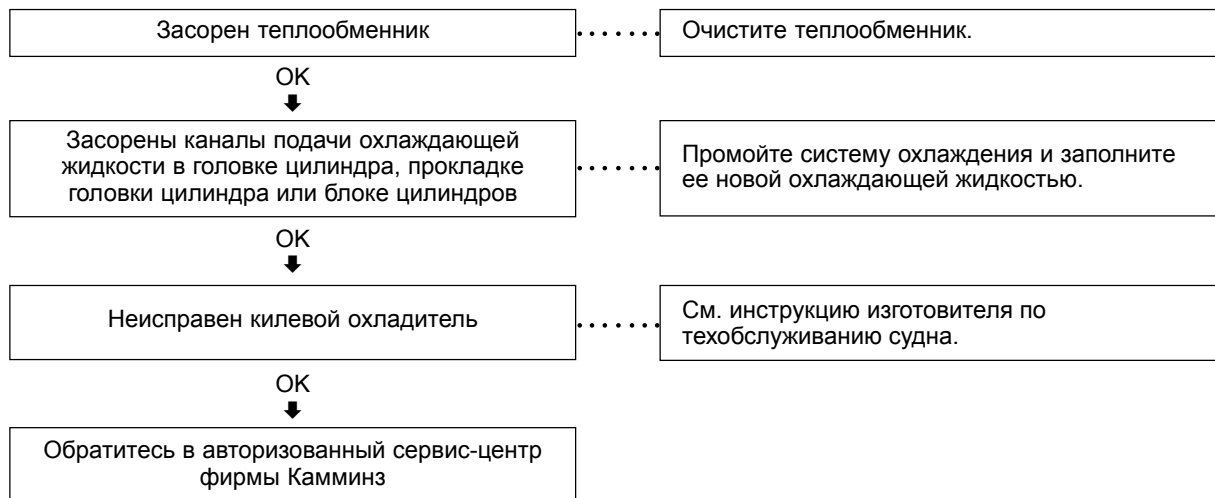 Засорен теплообменник
Очистите теплообменник.
OK
Засорены каналы подачи охлаждающей
жидкости в головке цилиндра, прокладке
головки цилиндра или блоке цилиндров
Промойте систему охлаждения и заполните
ее новой охлаждающей жидкостью.
OK
Неисправен килевой охладитель
См. инструкцию изготовителя по
техобслуживанию судна.
OK
Обратитесь в авторизованный сервис-центр
фирмы Камминз